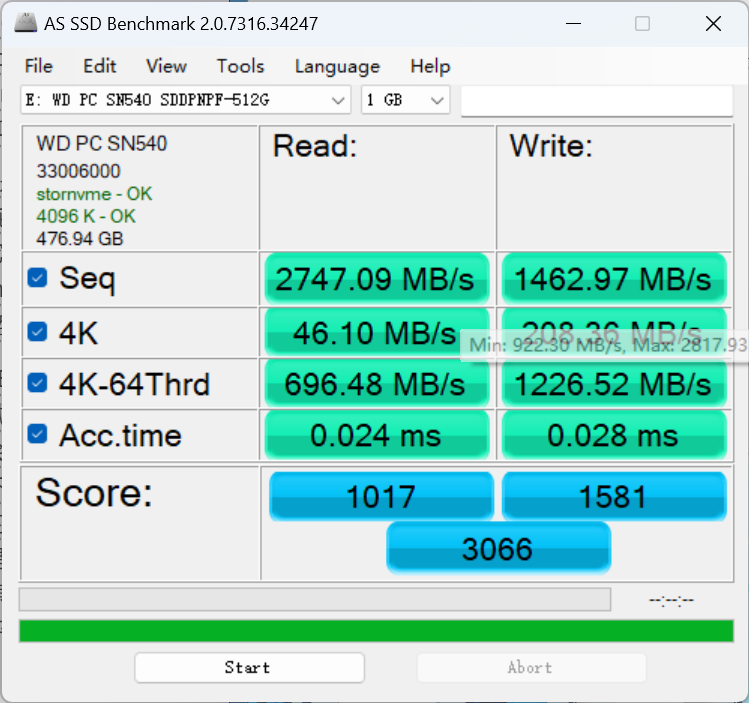 AS SSD Benchmark 2.0.7316.34247
File Edit View Tools Language Help
E: WD PC SN540 SDDPNPF-512G 1 GB
WD PC SN540
33006000
stornvme - OK
4096 K - OK
476.94 GB
Read: Write:
Seq 2747.09 MB/s 1462.97 MB/s
4K 46.10 MB/s 208.36 MB/s
Min: 922.30 MB/s, Max: 2817.93
4K-64Thrd 696.48 MB/s 1226.52 MB/s
Acc.time 0.024 ms 0.028 ms
Score: 1017 1581
3066
--:--:--
Start Abort